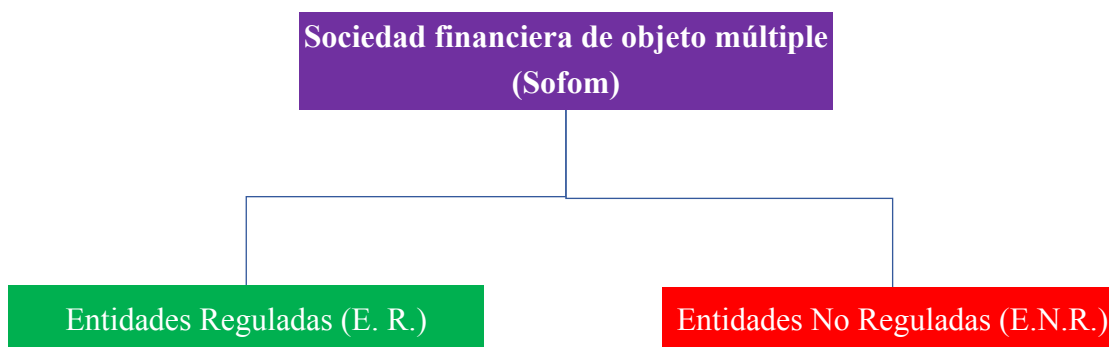 Sociedad financiera de objeto múltiple
(Sofom)
Entidades Reguladas (E. R.)
Entidades No Reguladas (E.N.R.)